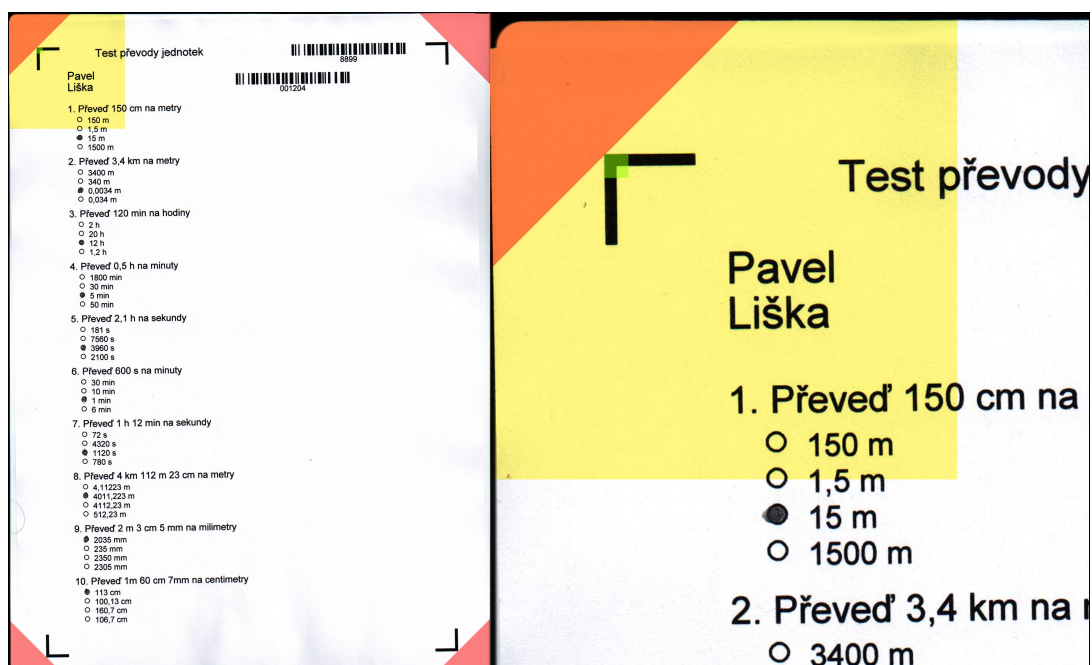 Test převody jednotek
8899
Pavel
Liška
001204
1. Převeď 150 cm na metry
150 m
1,5 m
15 m
1500 m
2. Převeď 3,4 km na metry
3400 m
340 m
0,0034 m
0,034 m
3. Převeď 120 min na hodiny
2 h
20 h
12 h
1,2 h
4. Převeď 0,5 h na minuty
1800 min
30 min
5 min
50 min
5. Převeď 2,1 h na sekundy
181 s
7560 s
3960 s
2100 s
6. Převeď 600 s na minuty
30 min
10 min
1 min
6 min
7. Převeď 1 h 12 min na sekundy
72 s
4320 s
1120 s
780 s
8. Převeď 4 km 112 m 23 cm na metry
4,11223 m
4011,223 m
4112,23 m
512,23 m
9. Převeď 2 m 3 cm 5 mm na milimetry
2035 mm
235 mm
2350 mm
2305 mm
10. Převeď 1m 60 cm 7mm na centimetry
113 cm
100,13 cm
160,7 cm
106,7 cm
Test převody
Pavel
Liška
1. Převeď 150 cm na
150 m
1,5 m
15 m
1500 m
2. Převeď 3,4 km na
3400 m